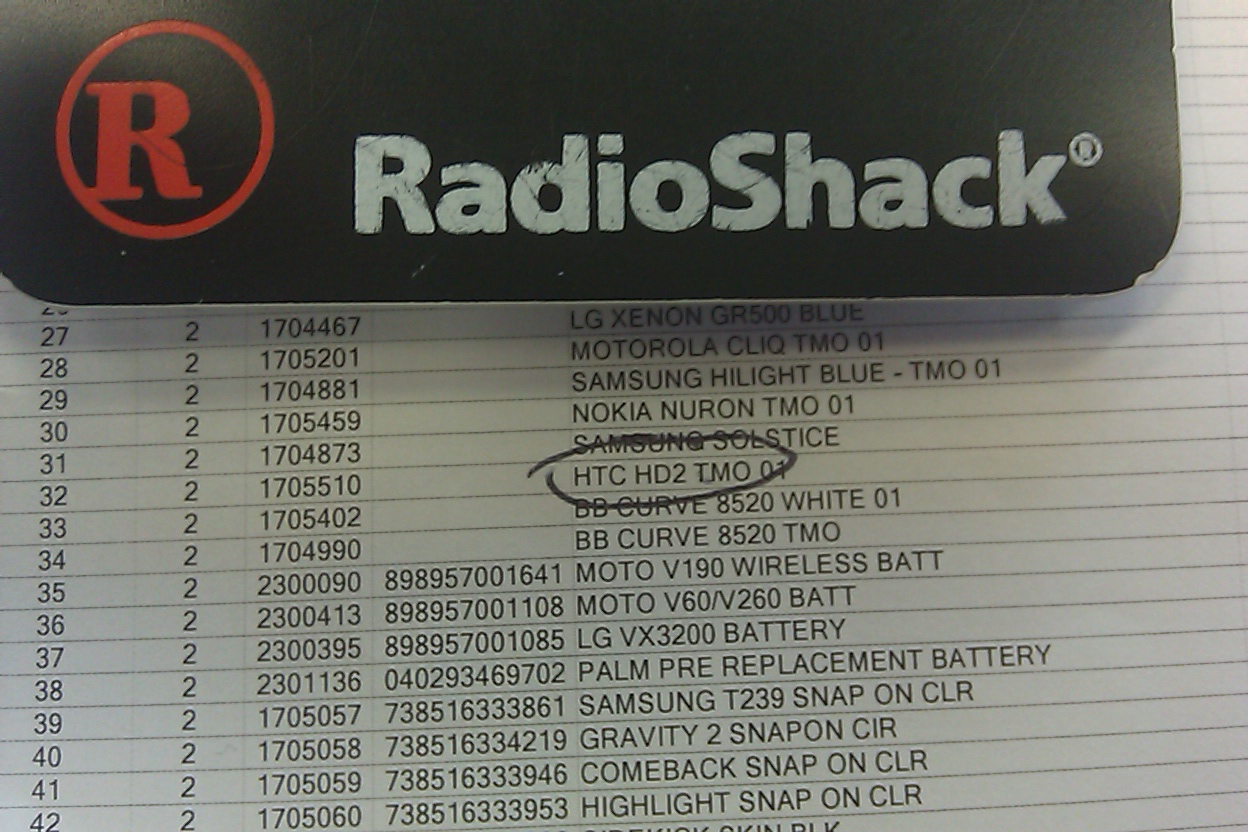 R RadioShack®
27 2 1704467 LG XENON GR500 BLUE
28 2 1705201 MOTOROLA CLIQ TMO 01
29 2 1704881 SAMSUNG HILIGHT BLUE - TMO 01
30 2 1705459 NOKIA NURON TMO 01
31 2 1704873 SAMSUNG SOLSTICE
32 2 1705510 HTC HD2 TMO 01
33 2 1705402 BB CURVE 8520 WHITE 01
34 2 1704990 BB CURVE 8520 TMO
35 2 2300090 898957001641 MOTO V190 WIRELESS BATT
36 2 2300413 898957001108 MOTO V60/V260 BATT
37 2 2300395 898957001085 LG VX3200 BATTERY
38 2 2301136 040293469702 PALM PRE REPLACEMENT BATTERY
39 2 1705057 738516333861 SAMSUNG T239 SNAP ON CLR
40 2 1705058 738516334219 GRAVITY 2 SNAPON CIR
41 2 1705059 738516333946 COMEBACK SNAP ON CLR
42 2 1705060 738516333953 HIGHLIGHT SNAP ON CLR